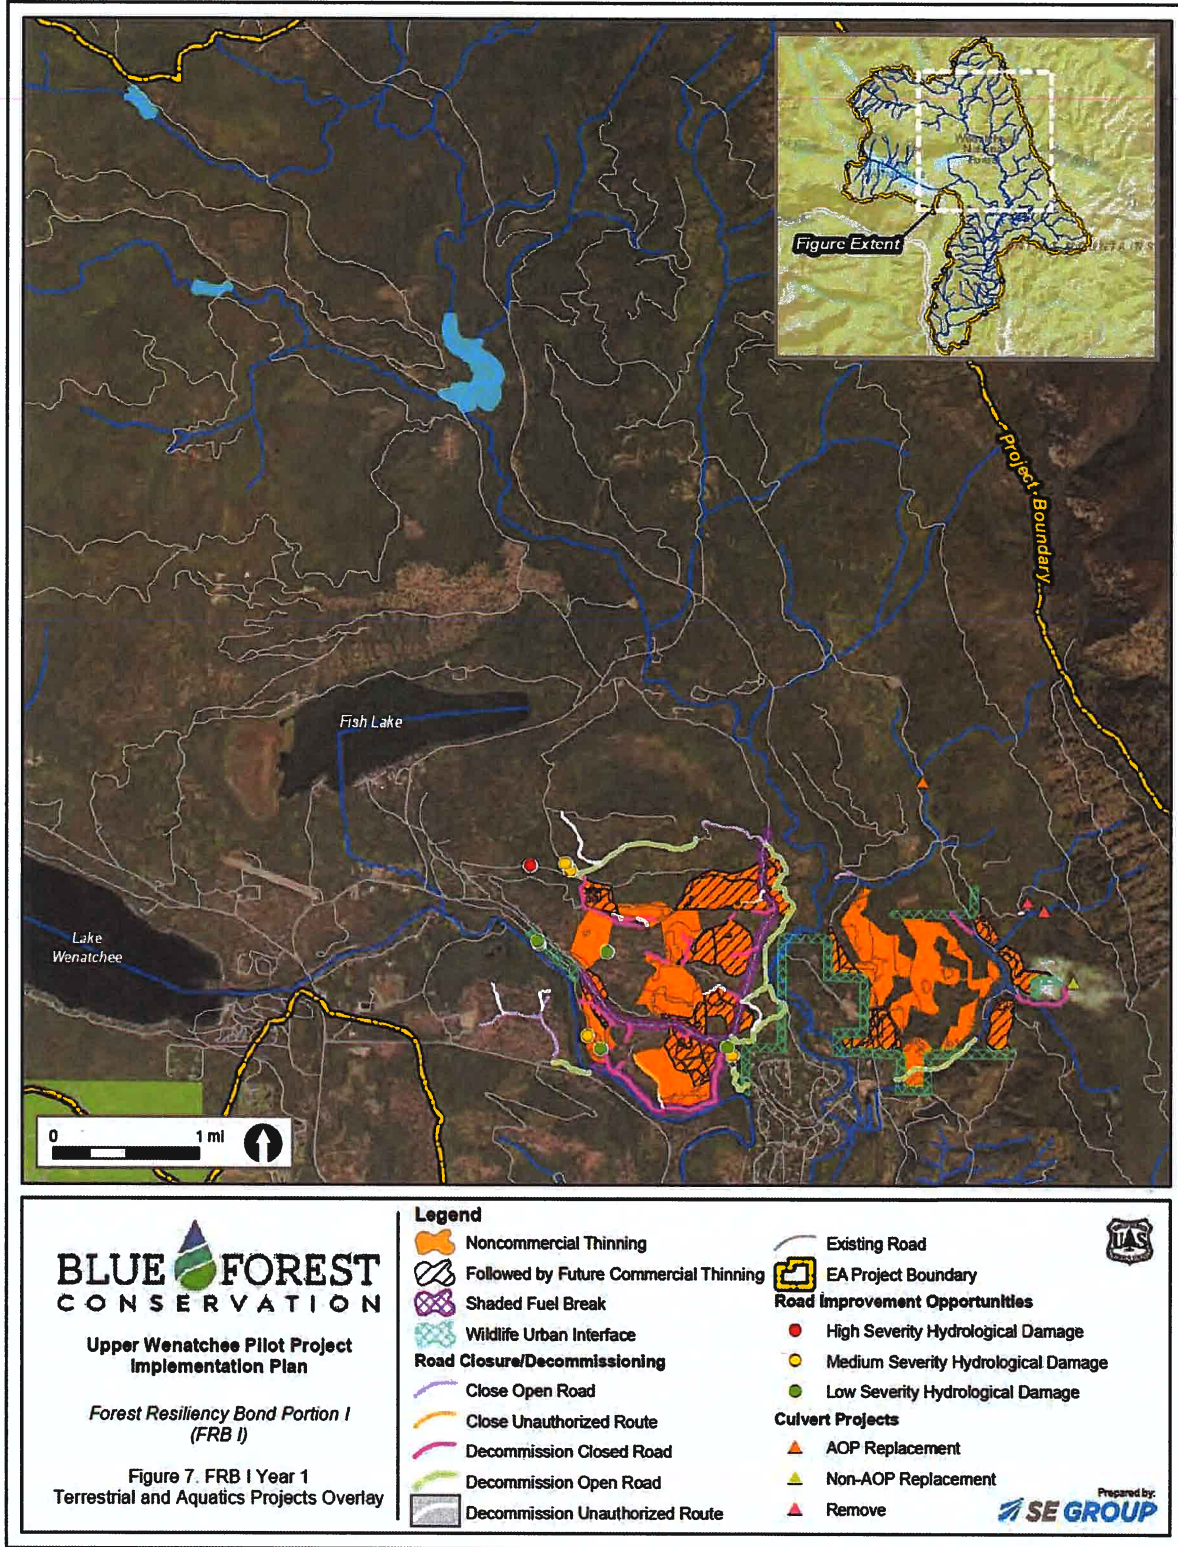 Figure Extent
Project Boundary
Fish Lake
Lake
Wenatchee
0 1 mi
BLUE FOREST
CONSERVATION
Upper Wenatchee Pilot Project
Implementation Plan
Forest Resiliency Bond Portion I
(FRB I)
Figure 7. FRB I Year 1
Terrestrial and Aquatics Projects Overlay
Legend
Noncommercial Thinning
Followed by Future Commercial Thinning
Shaded Fuel Break
Wildlife Urban Interface
Road Closure/Decommissioning
Close Open Road
Close Unauthorized Route
Decommission Closed Road
Decommission Open Road
Decommission Unauthorized Route
Existing Road
EA Project Boundary
Road Improvement Opportunities
High Severity Hydrological Damage
Medium Severity Hydrological Damage
Low Severity Hydrological Damage
Culvert Projects
AOP Replacement
Non-AOP Replacement
Remove
UAS
Prepared by:
SE GROUP